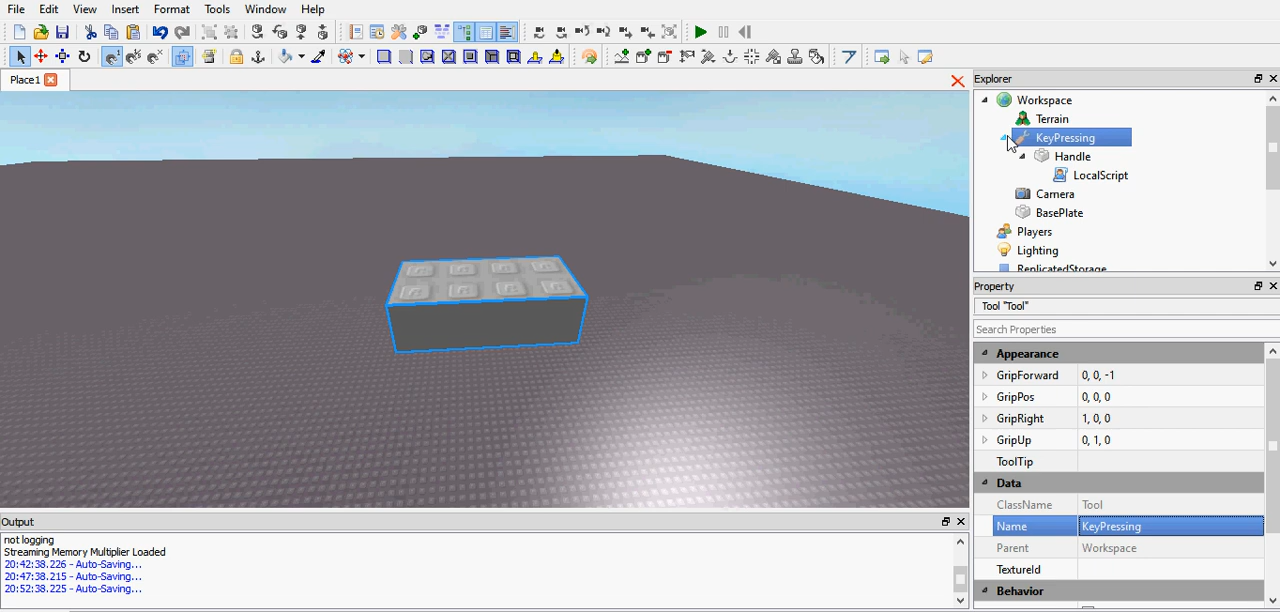 File Edit View Insert Format Tools Window Help
Place1
Explorer
Workspace
Terrain
KeyPressing
Handle
LocalScript
Camera
BasePlate
Players
Lighting
ReplicatedStorage
Property
Tool "Tool"
Search Properties
Appearance
GripForward 0, 0, -1
GripPos 0, 0, 0
GripRight 1, 0, 0
GripUp 0, 1, 0
ToolTip
Data
ClassName Tool
Name KeyPressing
Parent Workspace
TextureId
Behavior
Output
not logging
Streaming Memory Multiplier Loaded
20:42:38.226 - Auto-Saving...
20:47:38.215 - Auto-Saving...
20:52:38.225 - Auto-Saving...